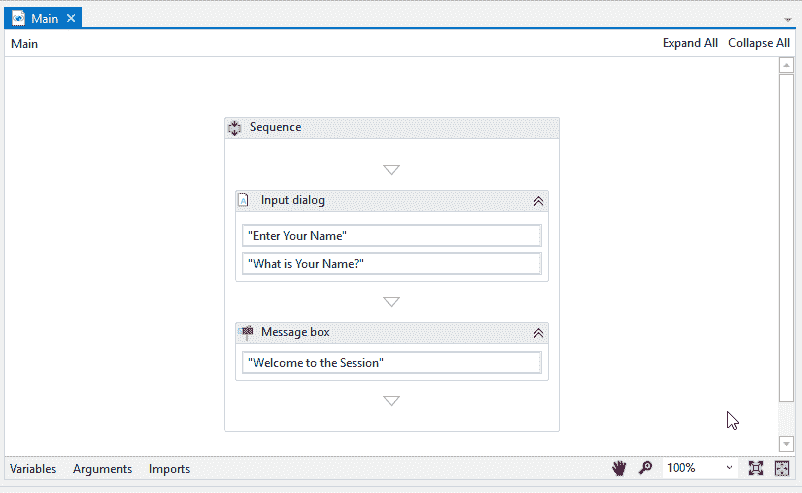 Main
Main Expand All Collapse All
Sequence
Input dialog
"Enter Your Name"
"What is Your Name?"
Message box
"Welcome to the Session"
Variables Arguments Imports 100%